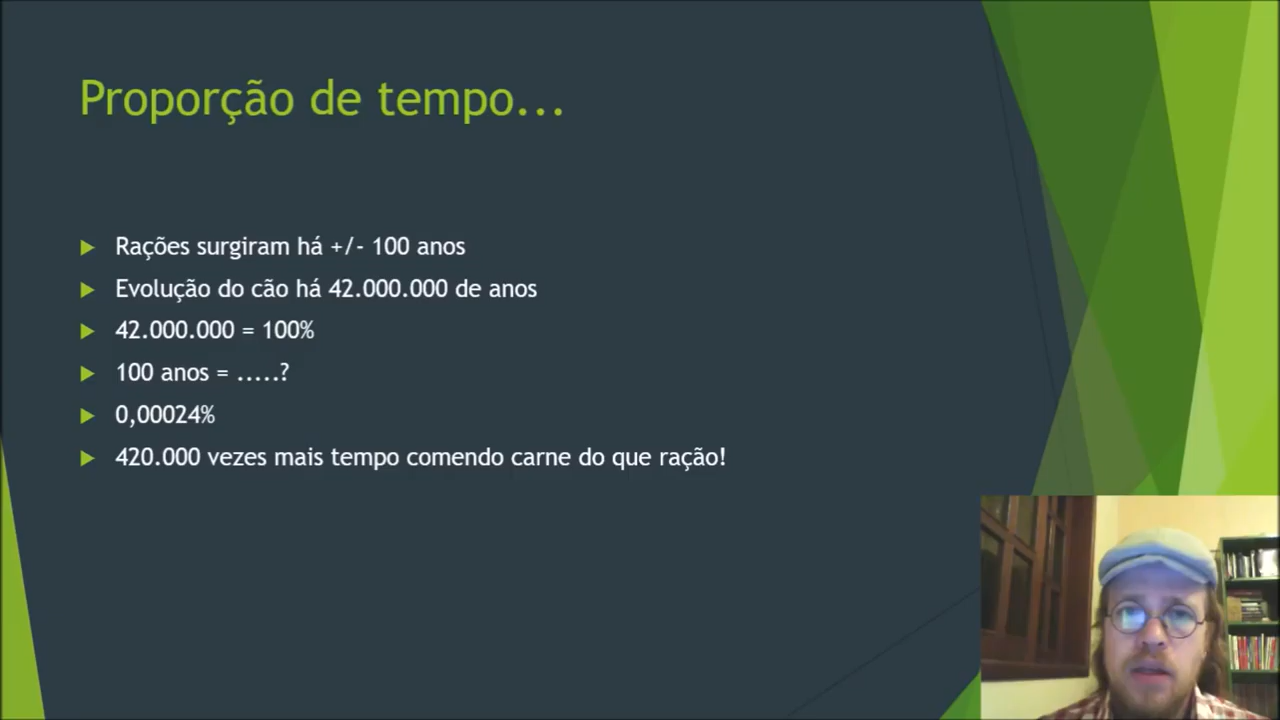 Proporção de tempo...
Rações surgiram há +/- 100 anos
Evolução do cão há 42.000.000 de anos
42.000.000 = 100%
100 anos = .....?
0,00024%
420.000 vezes mais tempo comendo carne do que ração!